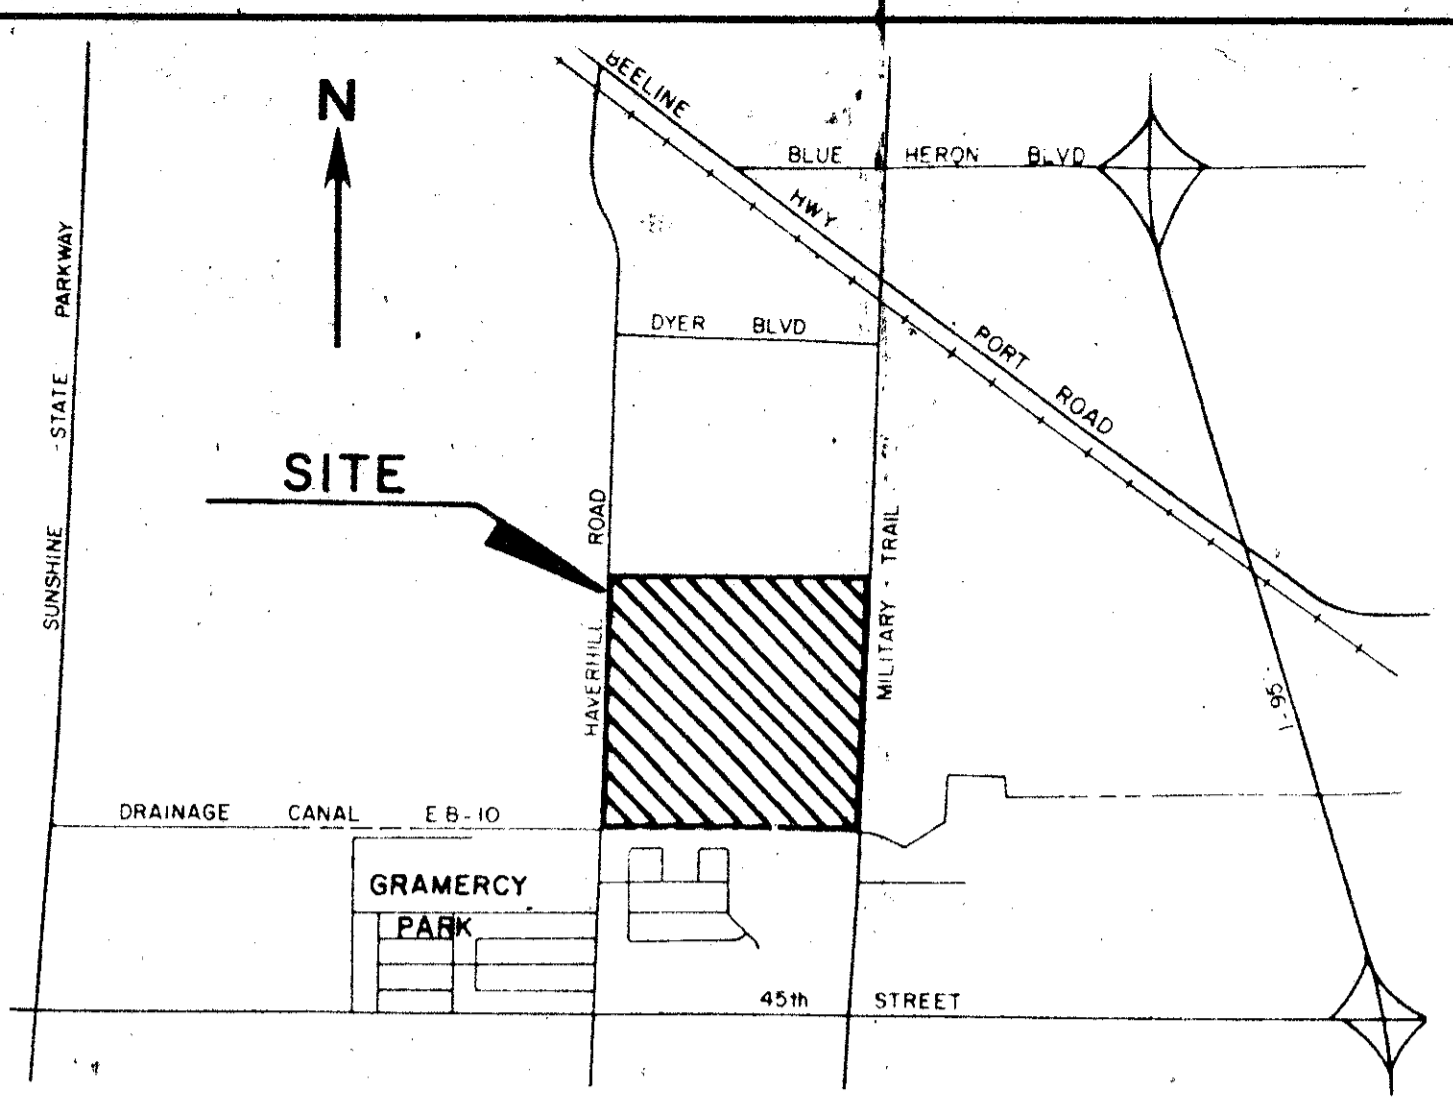 N
BEELINE HWY
BLUE HERON BLVD
SUNSHINE STATE PARKWAY
DYER BLVD
PORT ROAD
SITE
HAVERHILL ROAD
MILITARY - TRAIL -
I-95
DRAINAGE CANAL EB-10
GRAMERCY
PARK
45th STREET